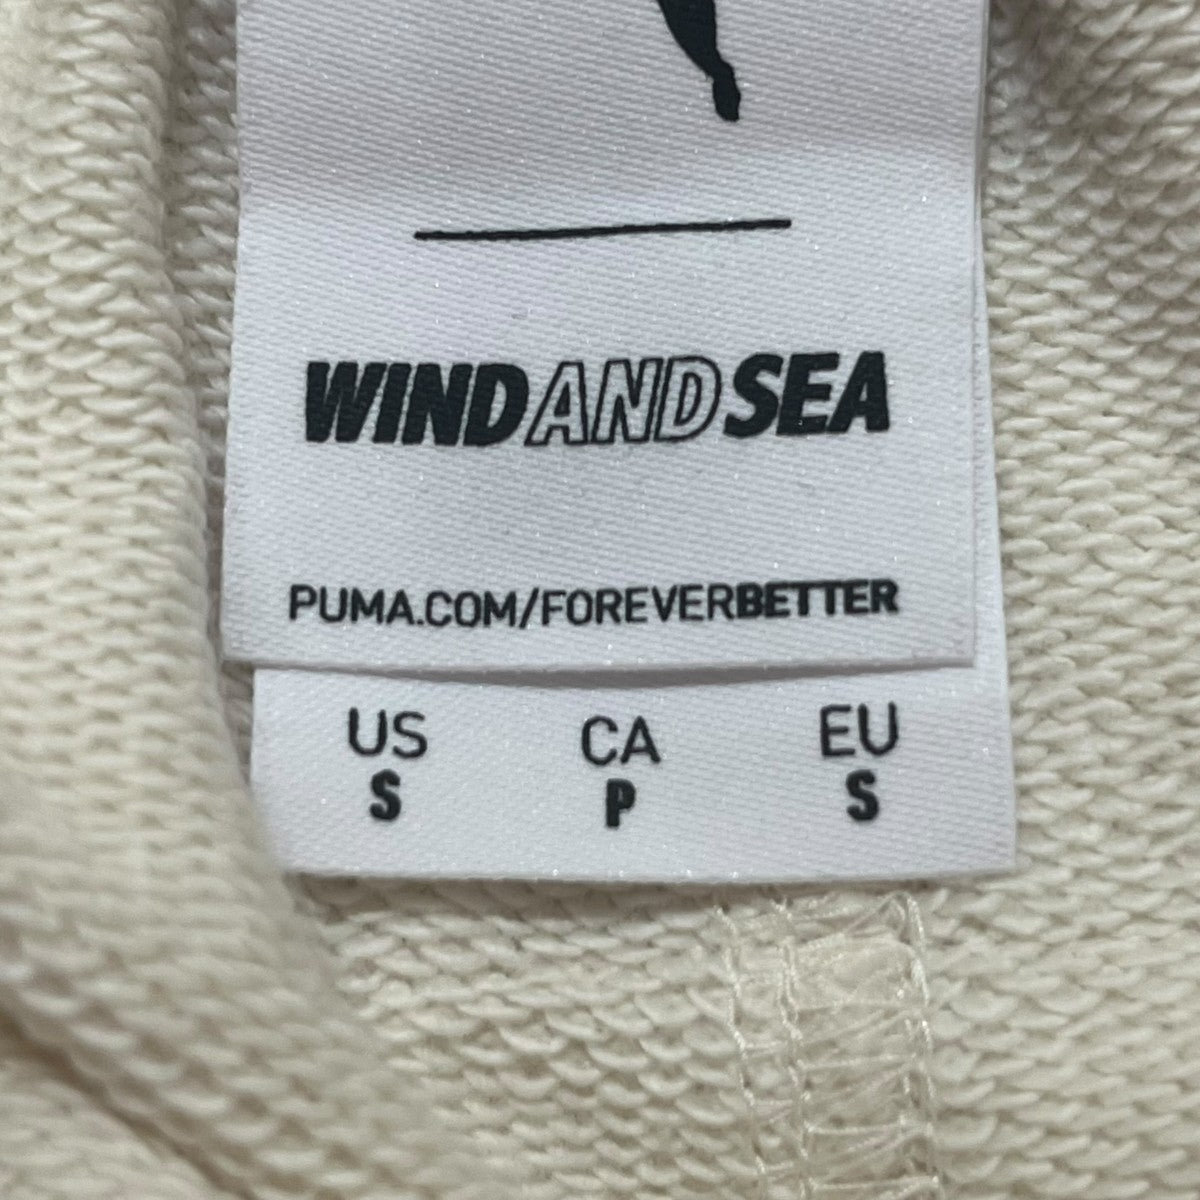 WINDANDSEA
PUMA.COM/FOREVERBETTER
US CA EU
S P S